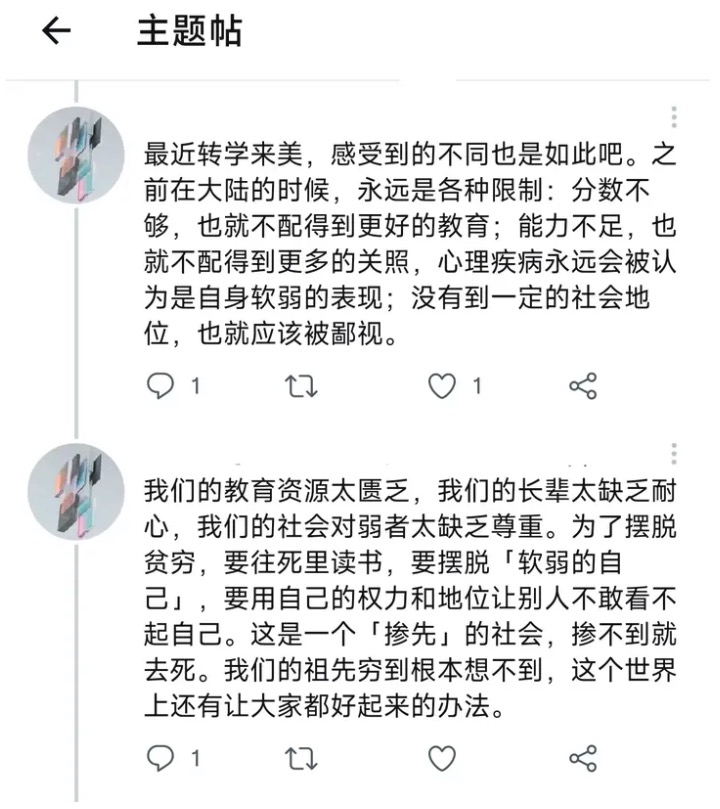 主题帖
最近转学来美，感受到的不同也是如此吧。之
前在大陆的时候，永远是各种限制：分数不
够，也就不配得到更好的教育；能力不足，也
就不配得到更多的关照，心理疾病永远会被认
为是自身软弱的表现；没有到一定的社会地
位，也就应该被鄙视。
1 1
我们的教育资源太匮乏，我们的长辈太缺乏耐
心，我们的社会对弱者太缺乏尊重。为了摆脱
贫穷，要往死里读书，要摆脱「软弱的自
己」，要用自己的权力和地位让别人不敢看不
起自己。这是一个「掺先」的社会，掺不到就
去死。我们的祖先穷到根本想不到，这个世界
上还有让大家都好起来的办法。
1